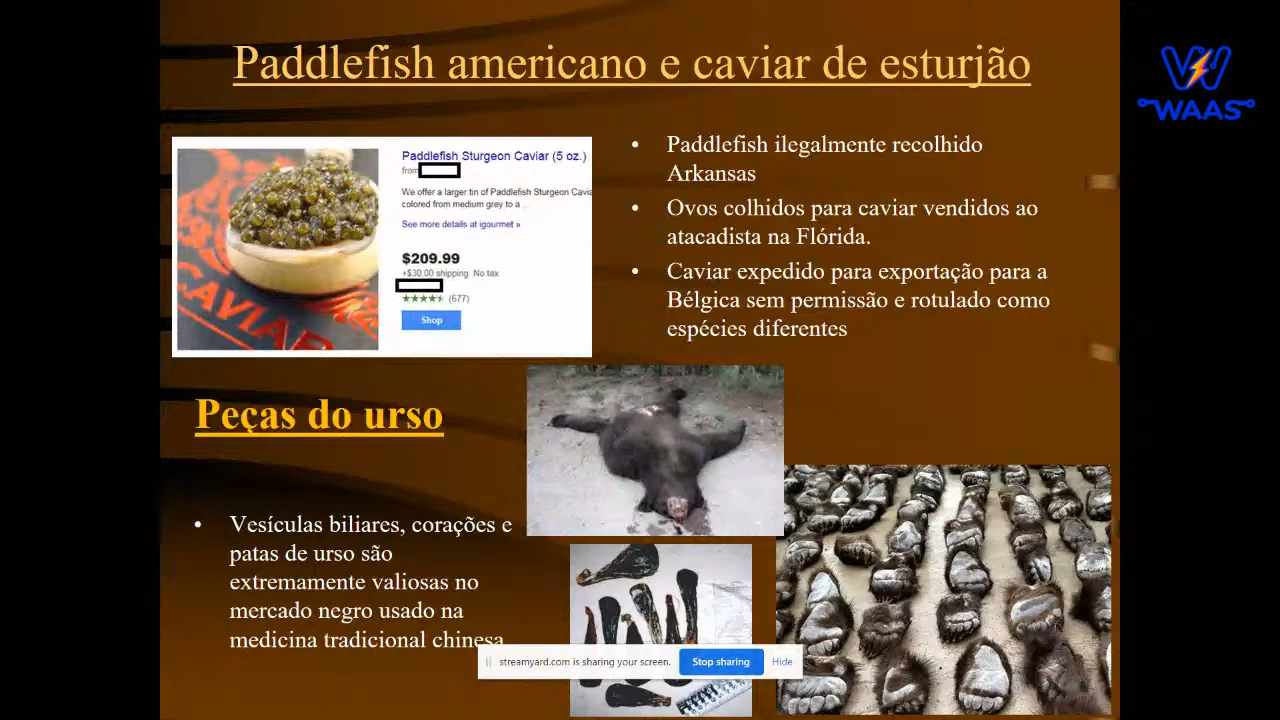 Paddlefish americano e caviar de esturjão
WAAS
Paddlefish Sturgeon Caviar (5 oz.)
from
We offer a larger tin of Paddlefish Sturgeon Cavia
colored from medium grey to a ...
See more details at igourmet »
$209.99
+$30.00 shipping. No tax
(677)
Shop
CAVIAR
• Paddlefish ilegalmente recolhido
Arkansas
• Ovos colhidos para caviar vendidos ao
atacadista na Flórida.
• Caviar expedido para exportação para a
Bélgica sem permissão e rotulado como
espécies diferentes
Peças do urso
• Vesículas biliares, corações e
patas de urso são
extremamente valiosas no
mercado negro usado na
medicina tradicional chinesa
streamyard.com is sharing your screen.
Stop sharing
Hide